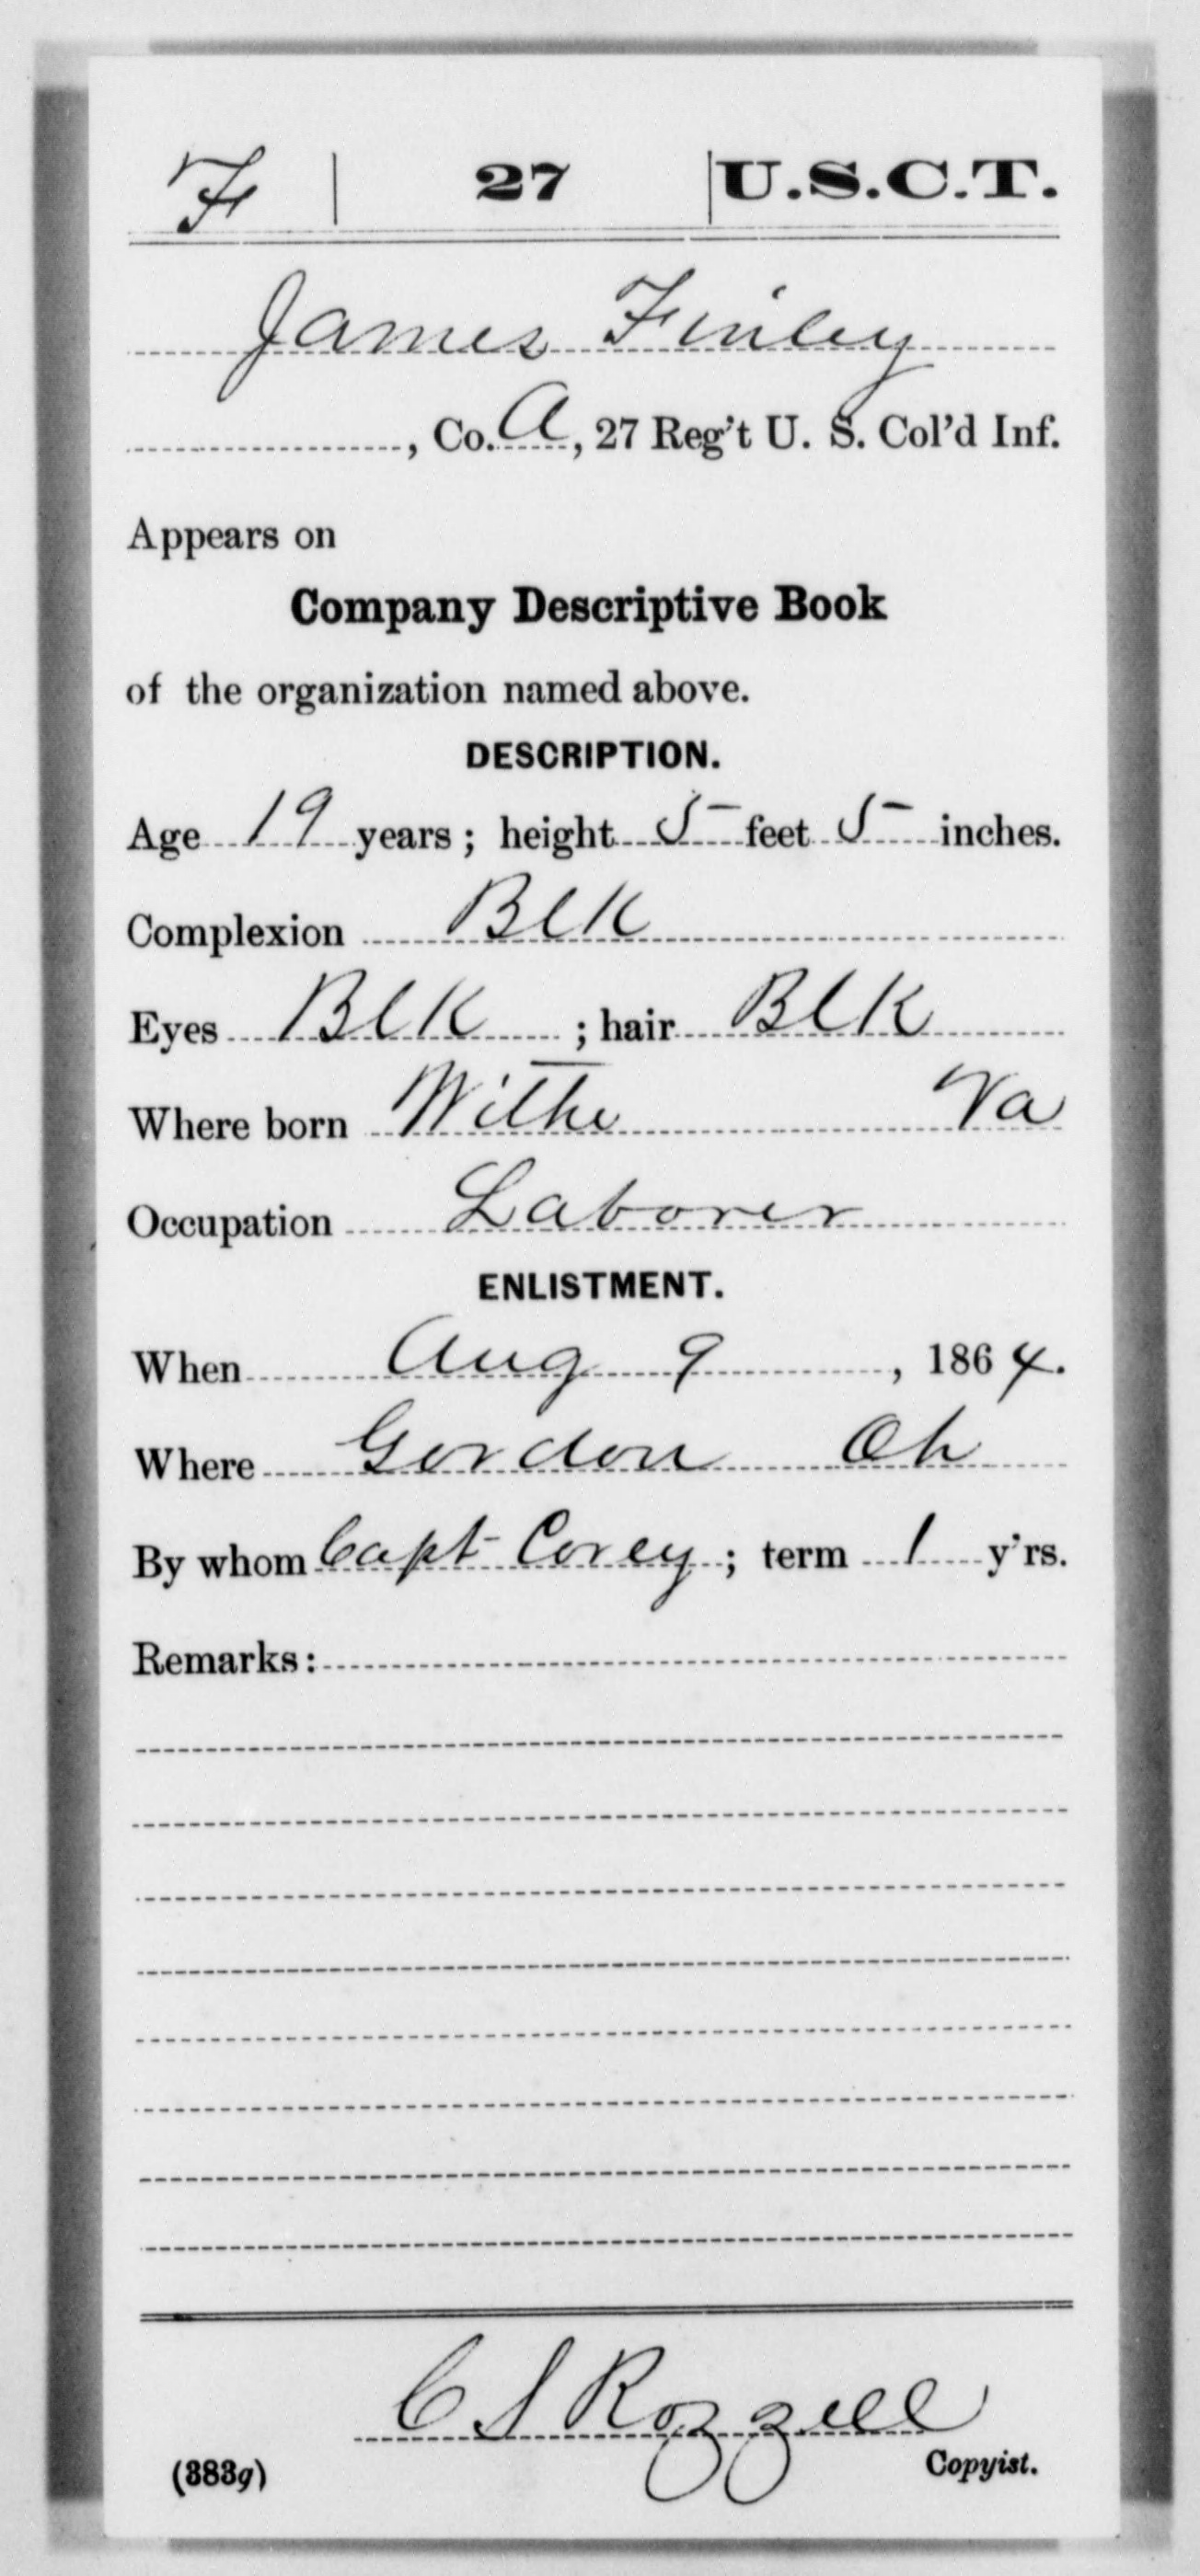 F | 27 | U.S.C.T.
James Finley
, Co. A, 27 Reg't U. S. Col'd Inf.
Appears on
Company Descriptive Book
of the organization named above.
DESCRIPTION.
Age 19 years; height 5 feet 5 inches.
Complexion Blk
Eyes Blk ; hair Blk
Where born Withe Va
Occupation Laborer
ENLISTMENT.
When Aug 9, 1864.
Where Gordon Oh
By whom Capt Corey; term 1 y'rs.
Remarks:
C S Rozzell
(383g) Copyist.